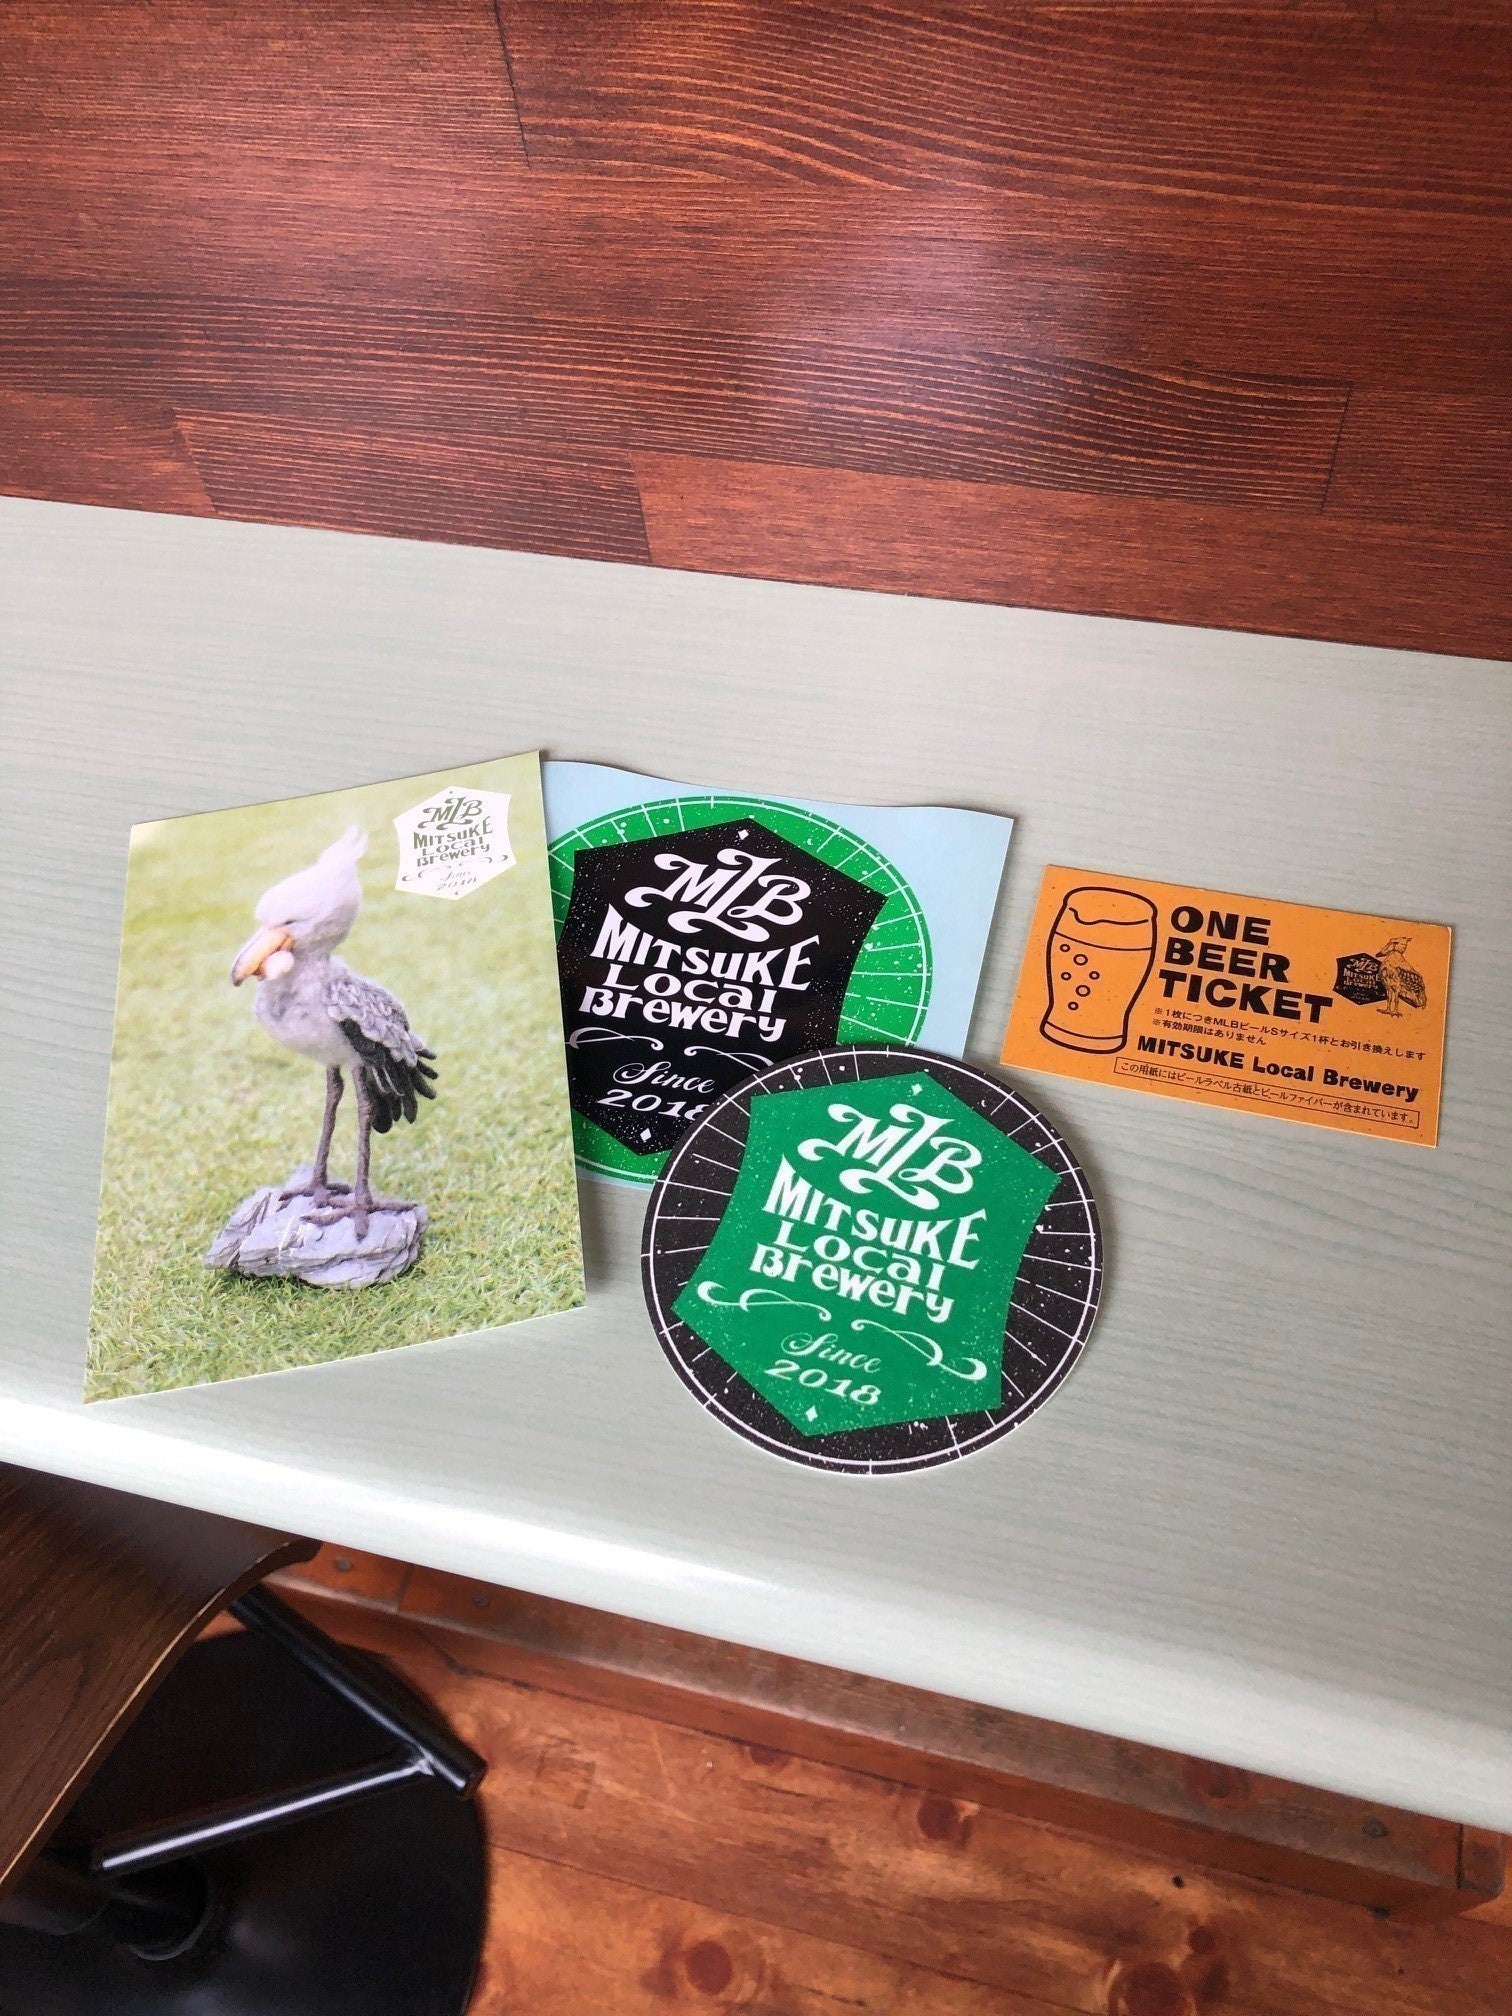 MLB
MITSUKE
LOCAL
Brewery
Since
2018
MLB
MITSUKE
LOCAL
Brewery
Since
2018
MLB
MITSUKE
LOCAL
Brewery
Since
2018
ONE
BEER
TICKET
※1枚につきMLBビールSサイズ1杯とお引き換えします
※有効期限はありません
MITSUKE Local Brewery
この用紙にはビールラベル古紙とビールファイバーが含まれています。
MLB
MITSUKE
LOCAL
Brewery